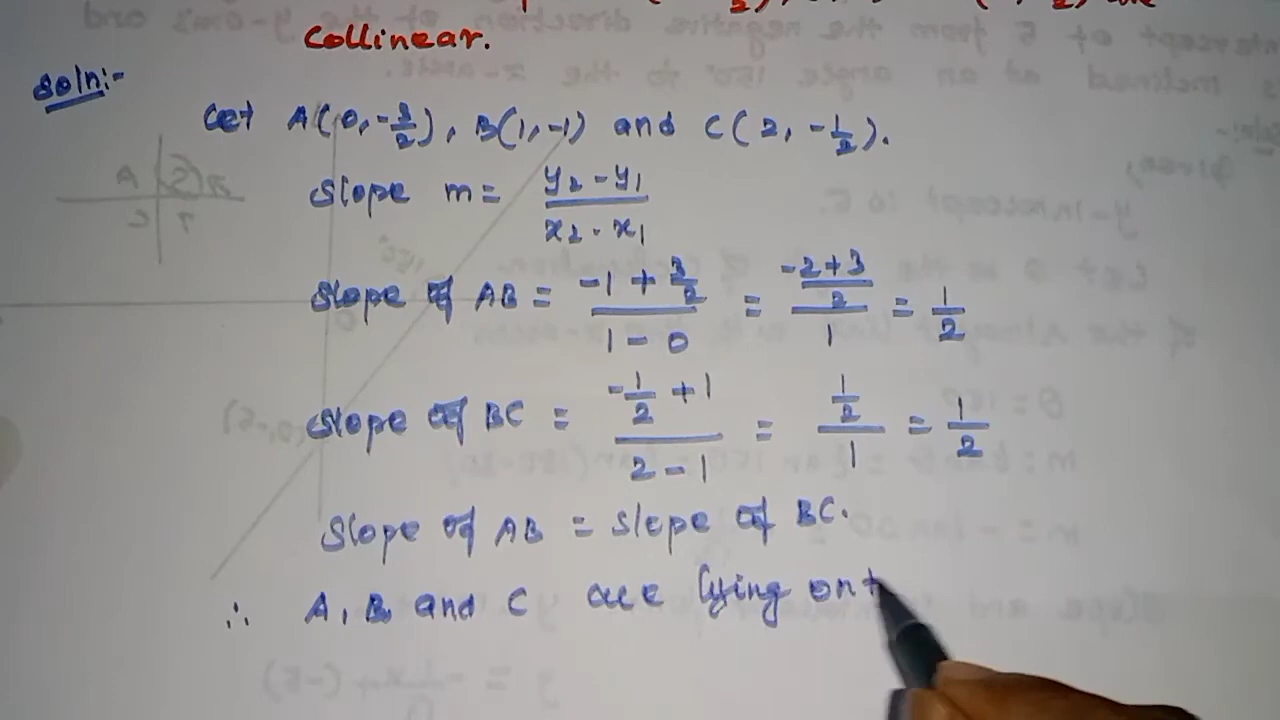 Collinear.
Soln:-
Let A(0, -3/2), B(1, -1) and C(2, -1/2).
Slope m = (y₂ - y₁)/(x₂ - x₁)
Slope of AB = (-1 + 3/2)/(1 - 0) = ((-2+3)/2)/1 = 1/2
Slope of BC = (-1/2 + 1)/(2 - 1) = (1/2)/1 = 1/2
Slope of AB = Slope of BC.
∴ A, B and C are lying on t